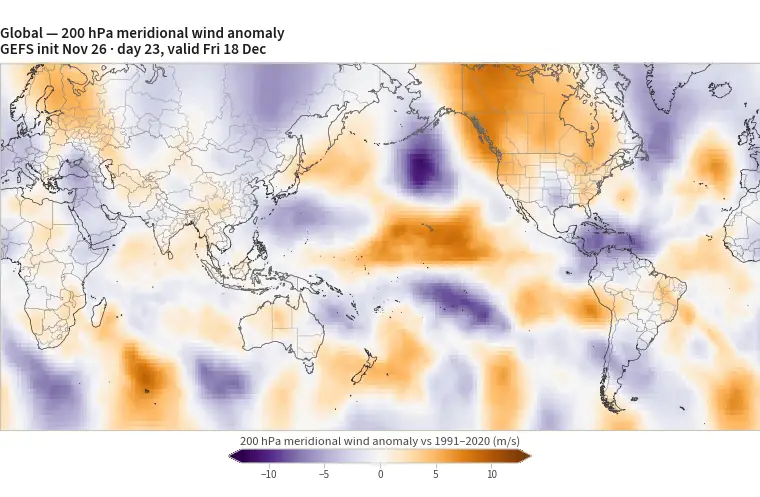 Global — 200 hPa meridional wind anomaly
GEFS init Nov 26 · day 23, valid Fri 18 Dec
200 hPa meridional wind anomaly vs 1991–2020 (m/s)
−10 −5 0 5 10